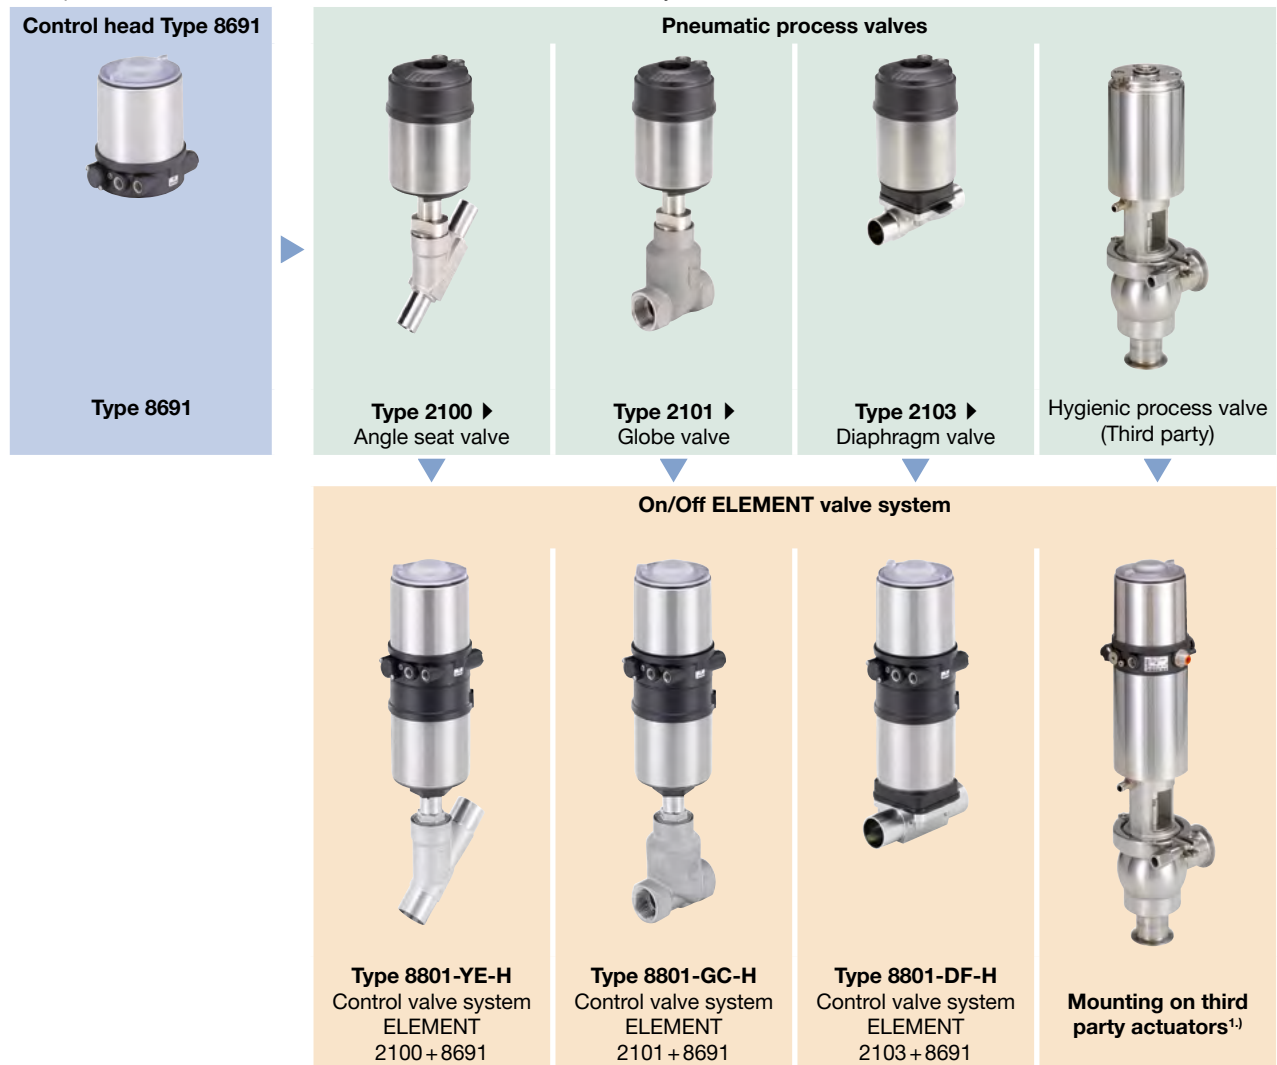 Control head Type 8691
Pneumatic process valves
Type 8691
Type 2100
Angle seat valve
Type 2101
Globe valve
Type 2103
Diaphragm valve
Hygienic process valve
(Third party)
On/Off ELEMENT valve system
Type 8801-YE-H
Control valve system
ELEMENT
2100 + 8691
Type 8801-GC-H
Control valve system
ELEMENT
2101 + 8691
Type 8801-DF-H
Control valve system
ELEMENT
2103 + 8691
Mounting on third
party actuators¹·⁾